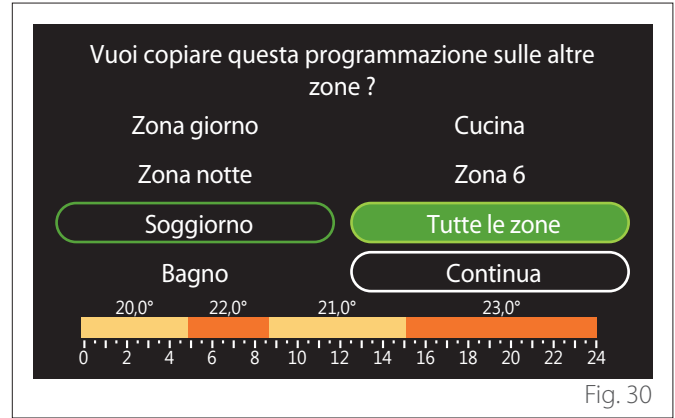 Vuoi copiare questa programmazione sulle altre
zone ?
Zona giorno Cucina
Zona notte Zona 6
Soggiorno Tutte le zone
Bagno Continua
20,0° 22,0° 21,0° 23,0°
0 2 4 6 8 10 12 14 16 18 20 22 24
Fig. 30